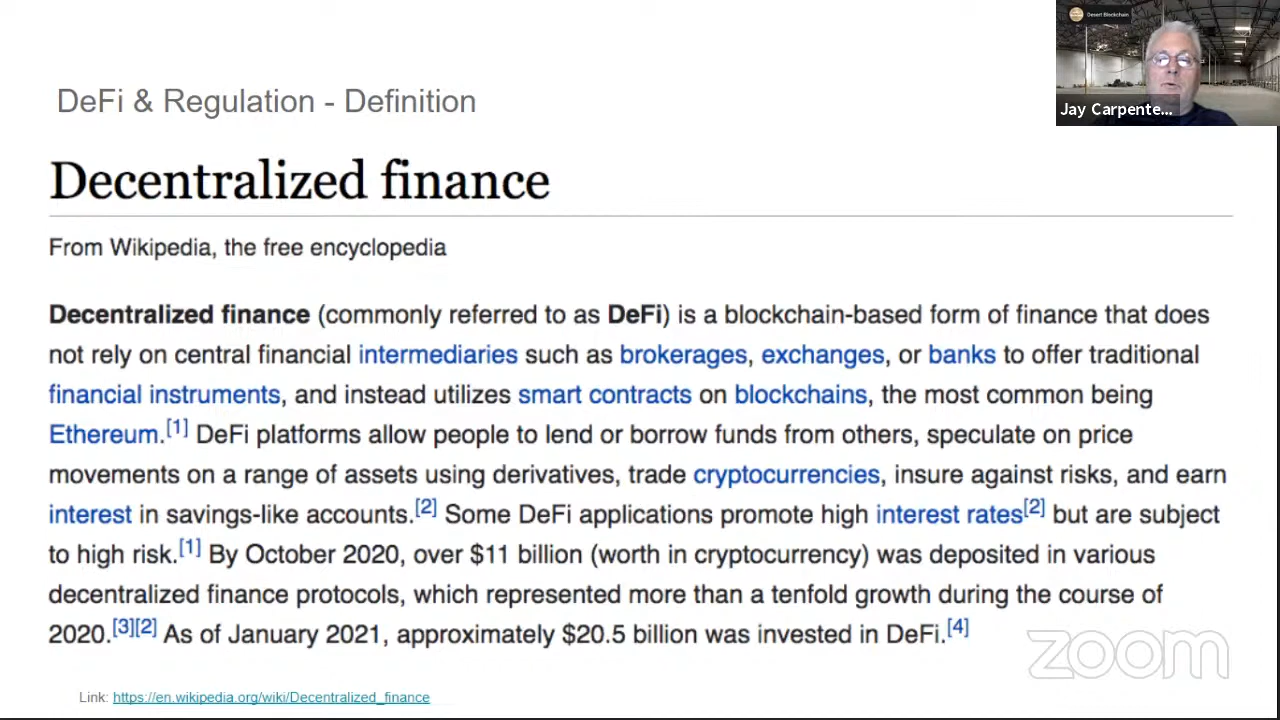 Desert Blockchain
Jay Carpente...
DeFi & Regulation - Definition
Decentralized finance
From Wikipedia, the free encyclopedia
Decentralized finance (commonly referred to as DeFi) is a blockchain-based form of finance that does
not rely on central financial intermediaries such as brokerages, exchanges, or banks to offer traditional
financial instruments, and instead utilizes smart contracts on blockchains, the most common being
Ethereum.[1] DeFi platforms allow people to lend or borrow funds from others, speculate on price
movements on a range of assets using derivatives, trade cryptocurrencies, insure against risks, and earn
interest in savings-like accounts.[2] Some DeFi applications promote high interest rates[2] but are subject
to high risk.[1] By October 2020, over $11 billion (worth in cryptocurrency) was deposited in various
decentralized finance protocols, which represented more than a tenfold growth during the course of
2020.[3][2] As of January 2021, approximately $20.5 billion was invested in DeFi.[4]
zoom
Link: https://en.wikipedia.org/wiki/Decentralized_finance